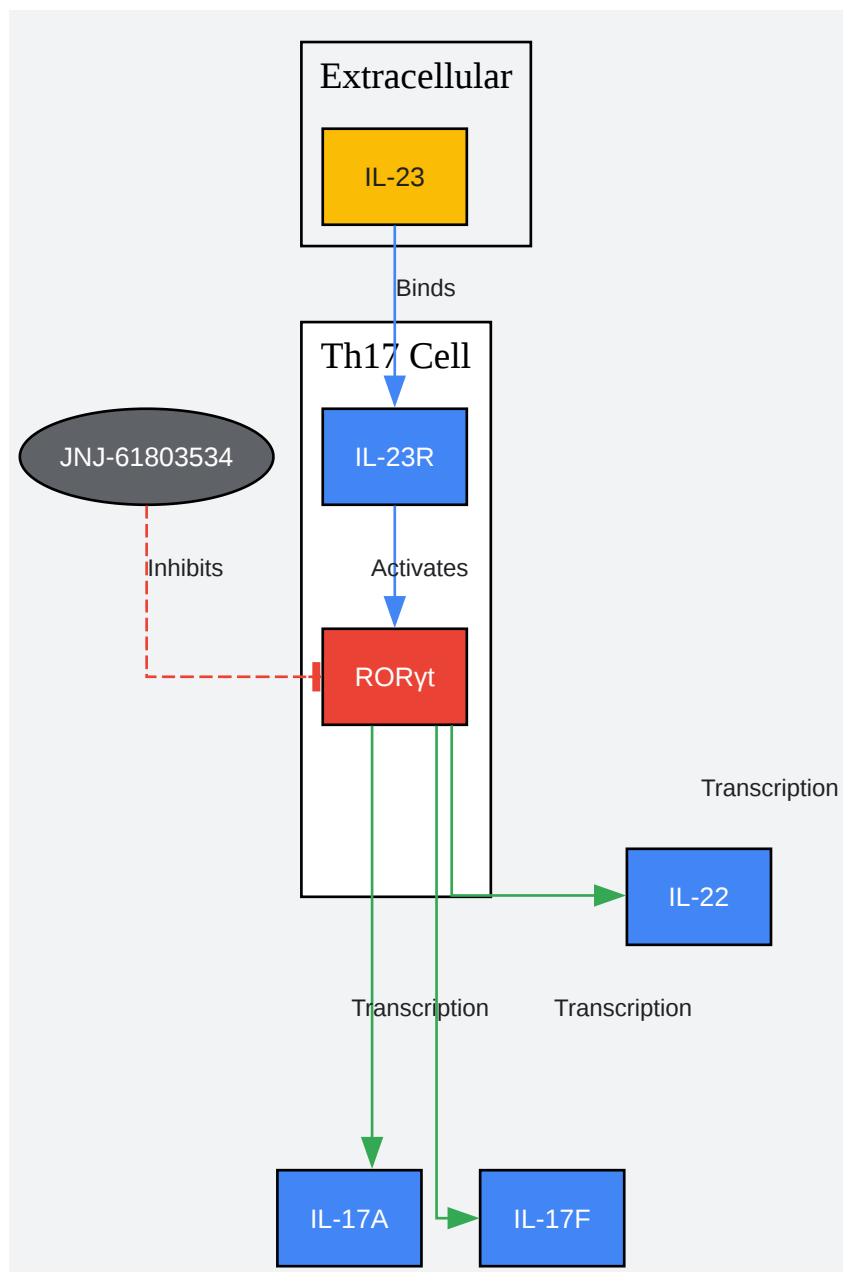 Extracellular
IL-23
Binds
Th17 Cell
JNJ-61803534
IL-23R
Inhibits
Activates
RORγt
Transcription
IL-22
Transcription
Transcription
IL-17A
IL-17F